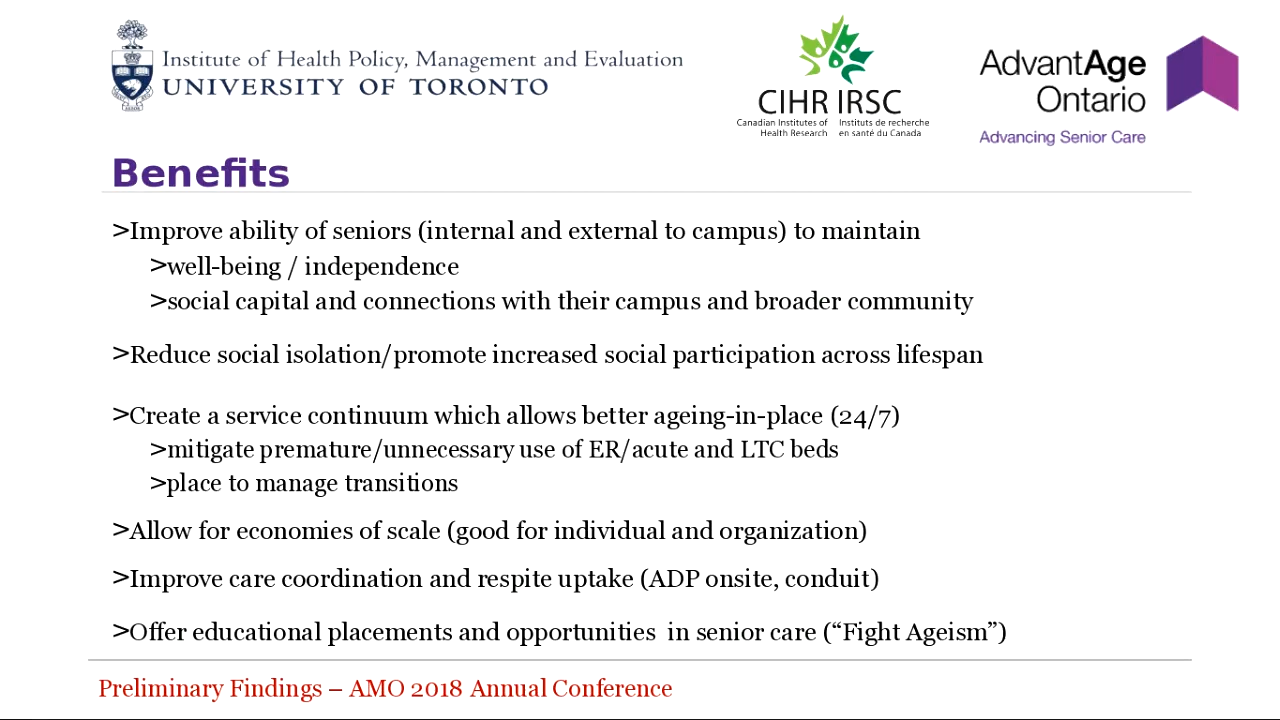 Institute of Health Policy, Management and Evaluation
UNIVERSITY OF TORONTO
CIHR IRSC
Canadian Institutes of Health Research
Instituts de recherche en santé du Canada
AdvantAge
Ontario
Advancing Senior Care
Benefits
>Improve ability of seniors (internal and external to campus) to maintain
>well-being / independence
>social capital and connections with their campus and broader community
>Reduce social isolation/promote increased social participation across lifespan
>Create a service continuum which allows better ageing-in-place (24/7)
>mitigate premature/unnecessary use of ER/acute and LTC beds
>place to manage transitions
>Allow for economies of scale (good for individual and organization)
>Improve care coordination and respite uptake (ADP onsite, conduit)
>Offer educational placements and opportunities in senior care (“Fight Ageism”)
Preliminary Findings – AMO 2018 Annual Conference